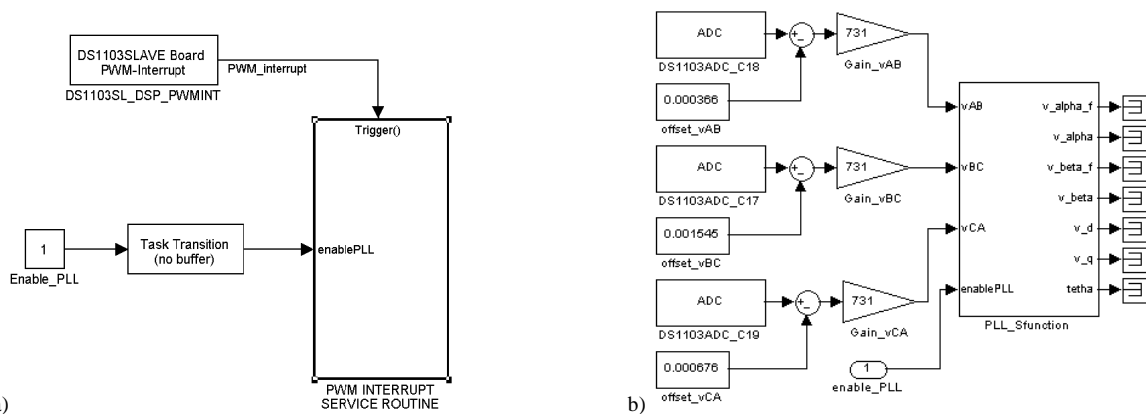 DS1103SLAVE Board
PWM-Interrupt
DS1103SL_DSP_PWMINT
PWM_interrupt
Trigger()
enablePLL
1
Enable_PLL
Task Transition
(no buffer)
PWM INTERRUPT
SERVICE ROUTINE
)
b)
ADC
DS1103ADC_C18
+
−
731
Gain_vAB
0.000366
offset_vAB
ADC
DS1103ADC_C17
+
−
731
Gain_vBC
0.001545
offset_vBC
ADC
DS1103ADC_C19
+
−
731
Gain_vCA
0.000676
offset_vCA
1
enable_PLL
vAB
vBC
vCA
enablePLL
v_alpha_f
v_alpha
v_beta_f
v_beta
v_d
v_q
tetha
PLL_Sfunction